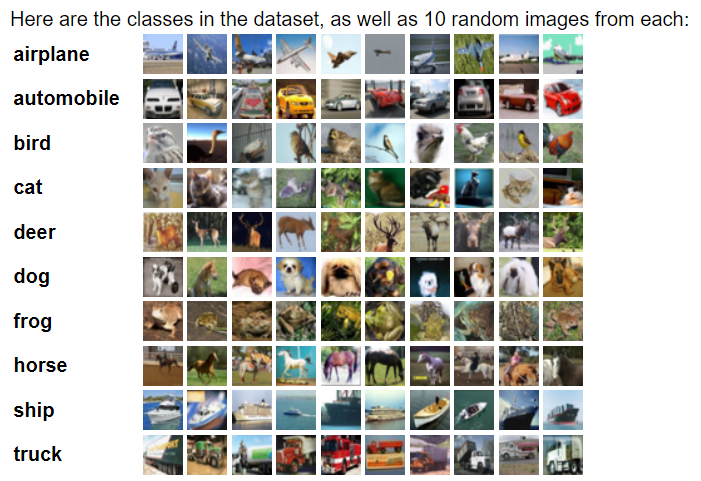 Here are the classes in the dataset, as well as 10 random images from each:
airplane
automobile
bird
cat
deer
dog
frog
horse
ship
truck